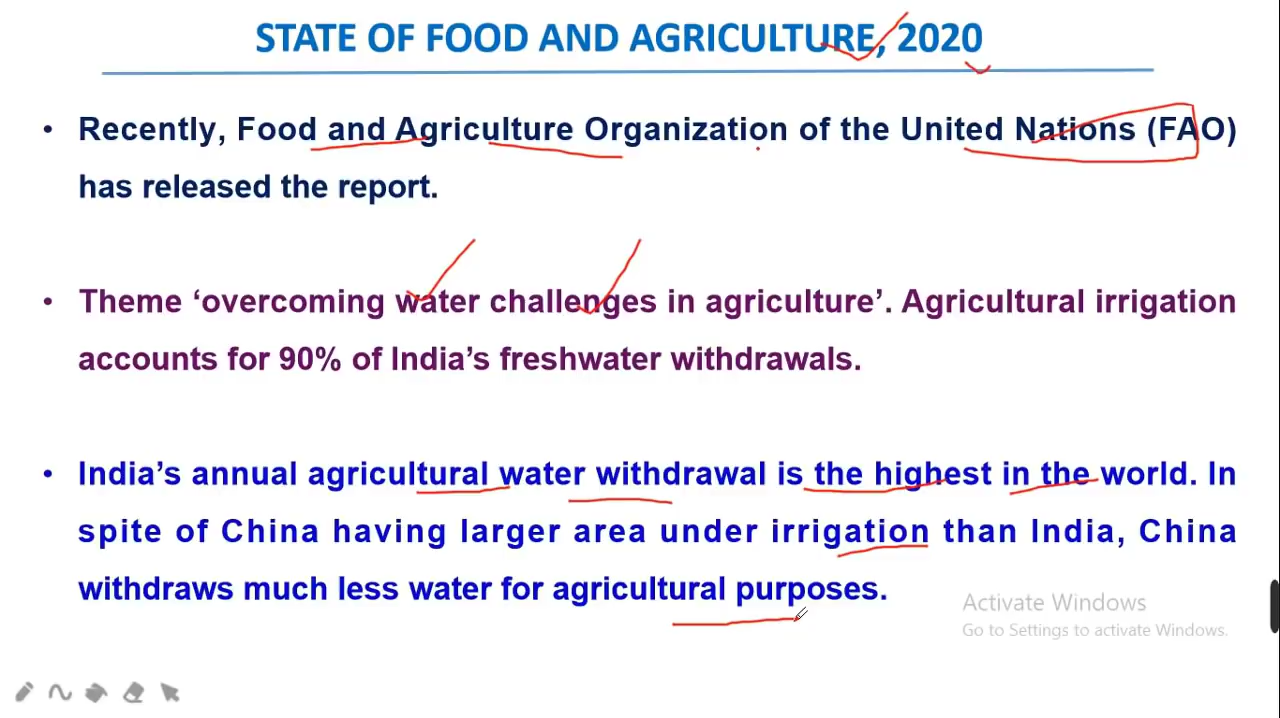 STATE OF FOOD AND AGRICULTURE, 2020
• Recently, Food and Agriculture Organization of the United Nations (FAO)
has released the report.
• Theme ‘overcoming water challenges in agriculture’. Agricultural irrigation
accounts for 90% of India’s freshwater withdrawals.
• India’s annual agricultural water withdrawal is the highest in the world. In
spite of China having larger area under irrigation than India, China
withdraws much less water for agricultural purposes.
Activate Windows
Go to Settings to activate Windows.